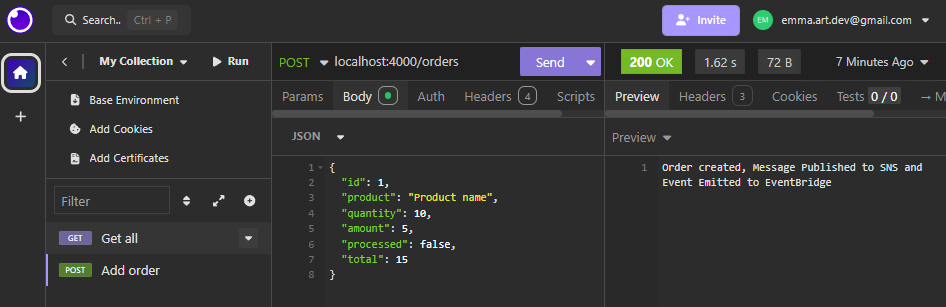 Search.. Ctrl + P
Invite
EM emma.art.dev@gmail.com
My Collection Run
Base Environment
Add Cookies
Add Certificates
Filter
GET Get all
POST Add order
POST localhost:4000/orders Send
Params Body Auth Headers 4 Scripts
JSON
1 {
2 "id": 1,
3 "product": "Product name",
4 "quantity": 10,
5 "amount": 5,
6 "processed": false,
7 "total": 15
8 }
200 OK 1.62 s 72 B 7 Minutes Ago
Preview Headers 3 Cookies Tests 0 / 0 → M
Preview
1 Order created, Message Published to SNS and
Event Emitted to EventBridge